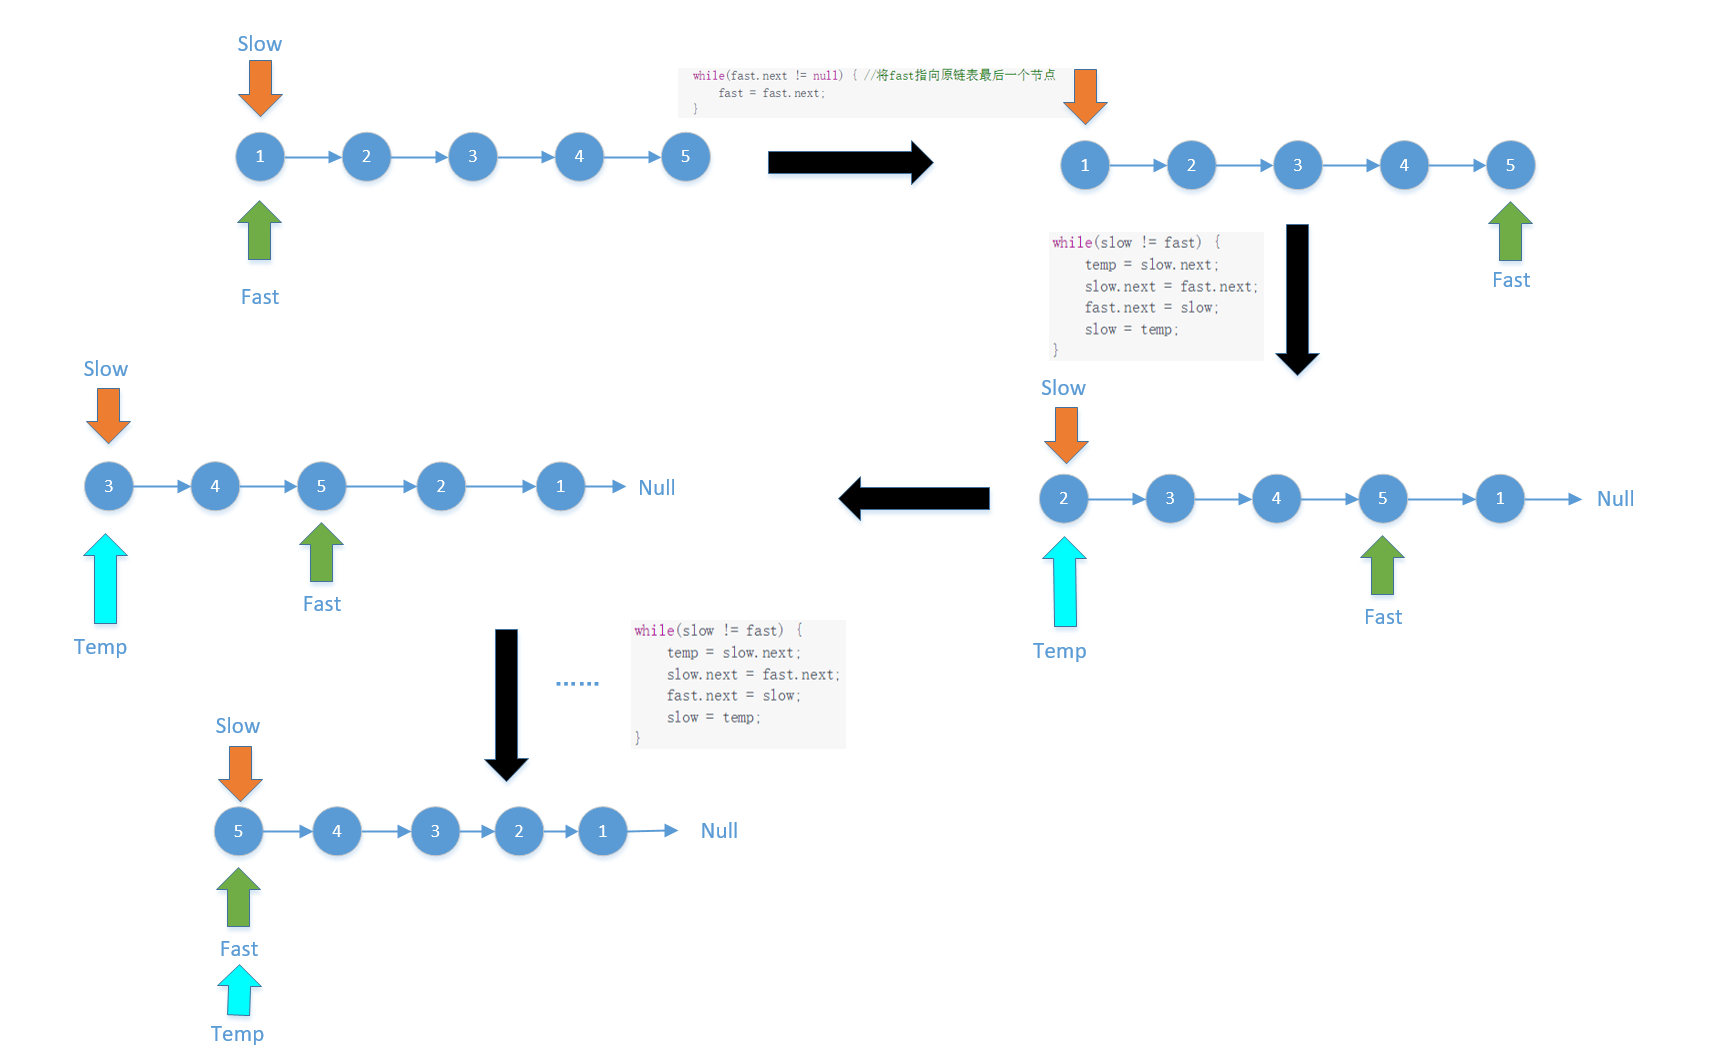 Slow
1
2
3
4
5
Fast
while(fast.next != null) { //将fast指向原链表最后一个节点
fast = fast.next;
}
1
2
3
4
5
Fast
while(slow != fast) {
temp = slow.next;
slow.next = fast.next;
fast.next = slow;
slow = temp;
}
Slow
2
3
4
5
1
Null
Temp
Fast
Slow
3
4
5
2
1
Null
Temp
Fast
......
while(slow != fast) {
temp = slow.next;
slow.next = fast.next;
fast.next = slow;
slow = temp;
}
Slow
5
4
3
2
1
Null
Fast
Temp